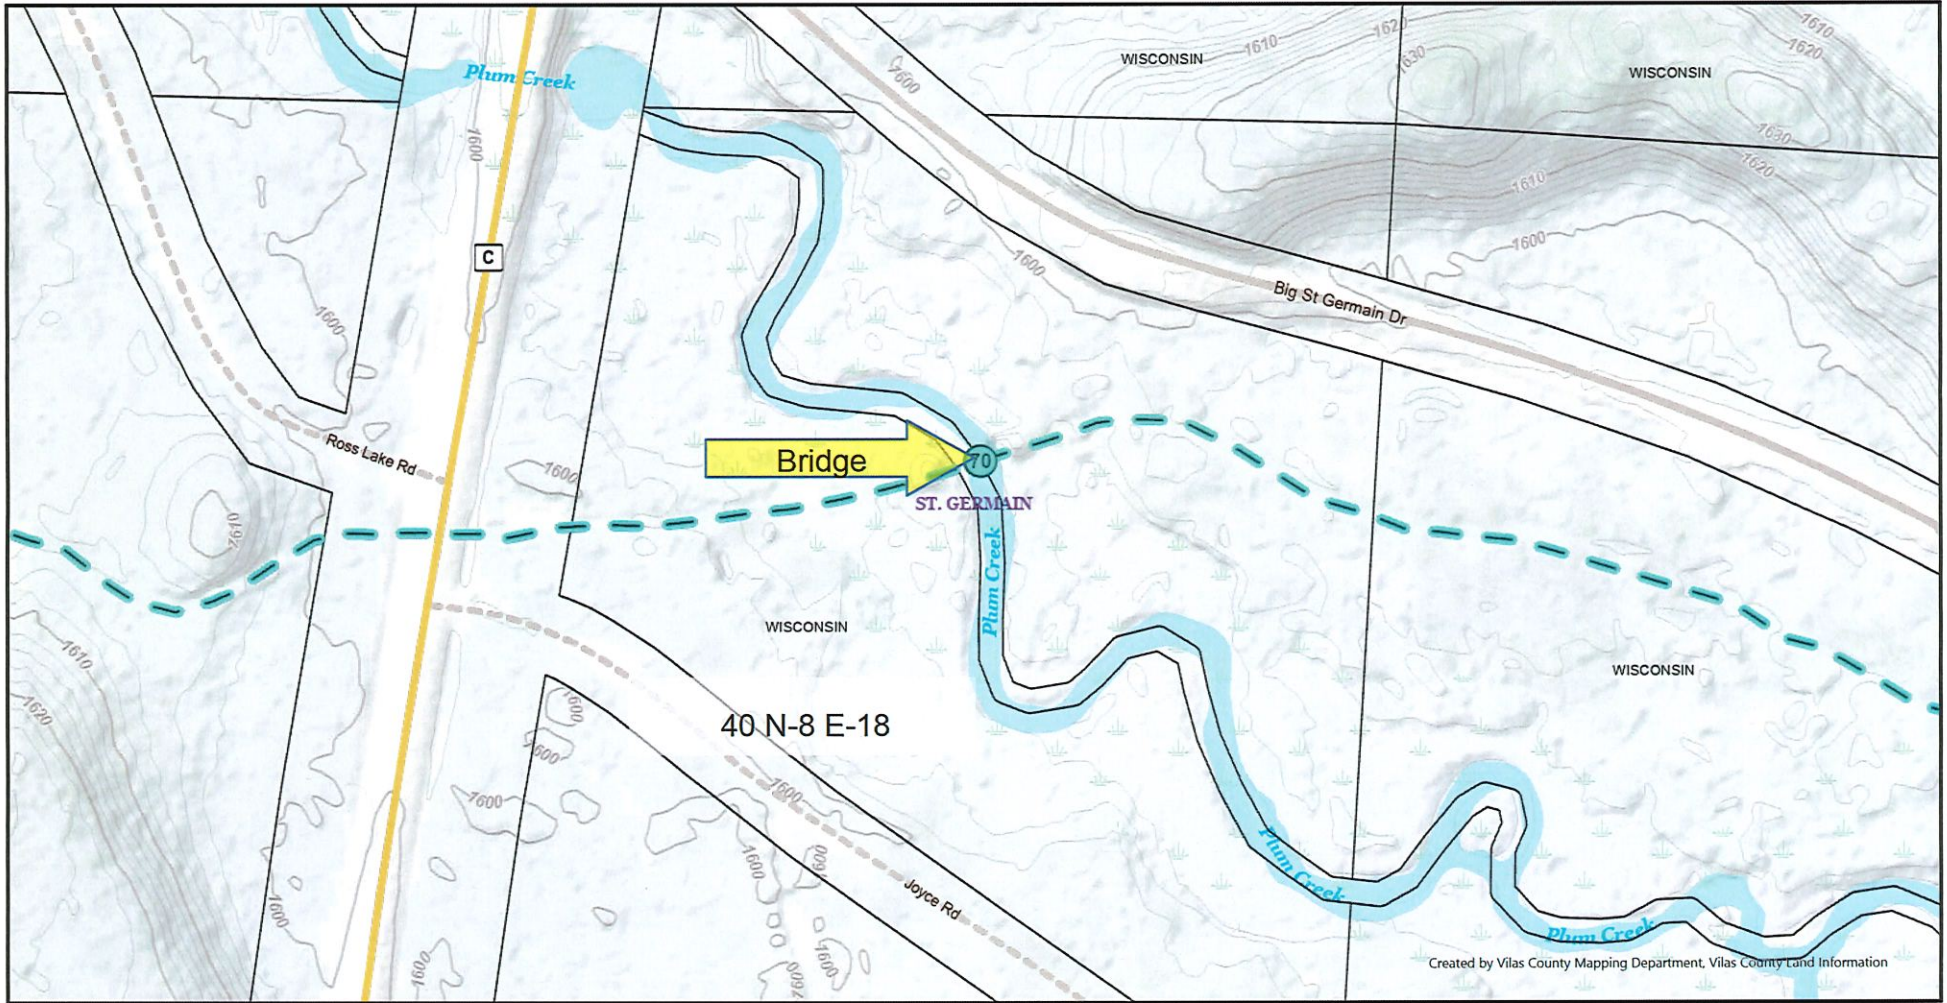 1610
1620
1610
1620
1630
WISCONSIN
WISCONSIN
Plum Creek
1600
1630
1600
1620
1610
C
1600
1600
Big St Germain Dr
1600
Ross Lake Rd
1600
Bridge
70
ST. GERMAIN
1610
Plum Creek
WISCONSIN
1610
WISCONSIN
1620
1600
40 N-8 E-18
1600
1600
1600
Plum Creek
1600
1600
Joyce Rd
1600
Plum Creek
1600
1600
1600
Created by Vilas County Mapping Department, Vilas County Land Information